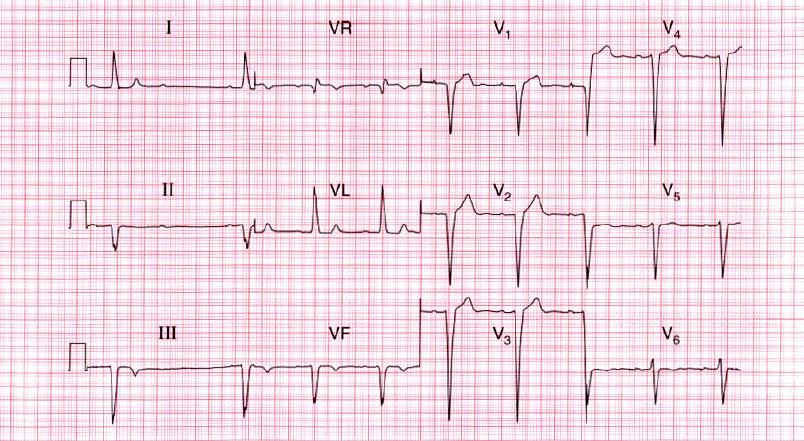 I VR V₁ V₄
II VL V₂ V₅
III VF V₃ V₆